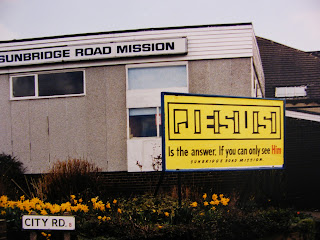 SUNBRIDGE ROAD MISSION
JESUS
Is the answer. If you can only see Him
SUNBRIDGE ROAD MISSION.
CITY RD.